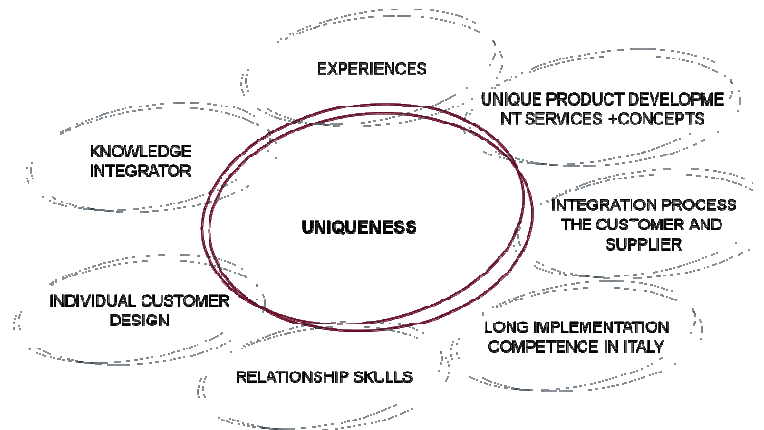 EXPERIENCES
UNIQUE PRODUCT DEVELOPME
NT SERVICES +CONCEPTS
KNOWLEDGE
INTEGRATOR
INTEGRATION PROCESS
THE CUSTOMER AND
SUPPLIER
UNIQUENESS
INDIVIDUAL CUSTOMER
DESIGN
LONG IMPLEMENTATION
COMPETENCE IN ITALY
RELATIONSHIP SKULLS